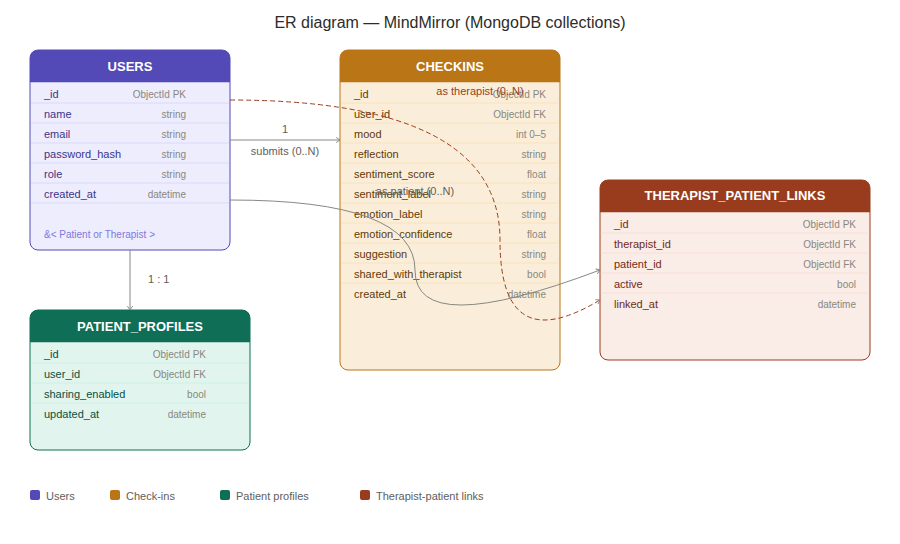 ER diagram — MindMirror (MongoDB collections)
USERS
_id ObjectId PK
name string
email string
password_hash string
role string
created_at datetime
&< Patient or Therapist >
1
submits (0..N)
as therapist (0..N)
as patient (0..N)
1 : 1
CHECKINS
_id ObjectId PK
user_id ObjectId FK
mood int 0–5
reflection string
sentiment_score float
sentiment_label string
emotion_label string
emotion_confidence float
suggestion string
shared_with_therapist bool
created_at datetime
THERAPIST_PATIENT_LINKS
_id ObjectId PK
therapist_id ObjectId FK
patient_id ObjectId FK
active bool
linked_at datetime
PATIENT_PROFILES
_id ObjectId PK
user_id ObjectId FK
sharing_enabled bool
updated_at datetime
Users
Check-ins
Patient profiles
Therapist-patient links